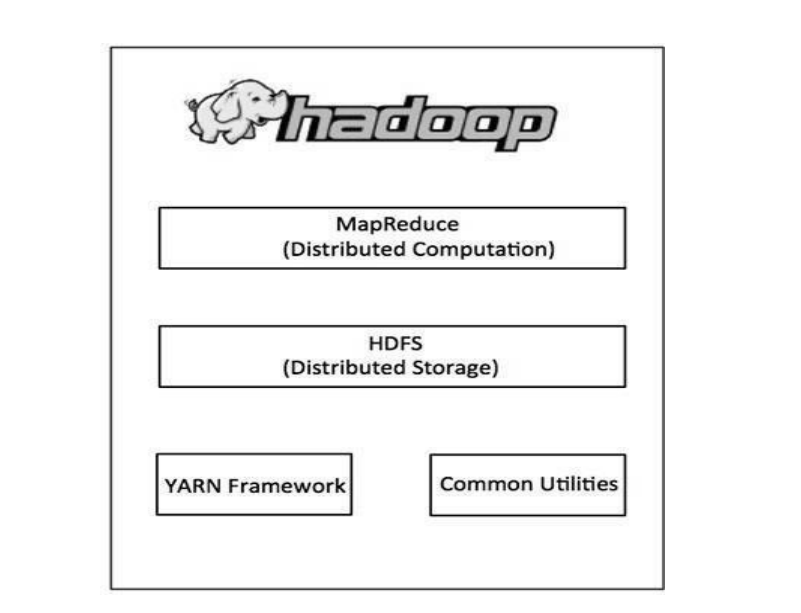 hadoop
MapReduce
(Distributed Computation)
HDFS
(Distributed Storage)
YARN Framework
Common Utilities